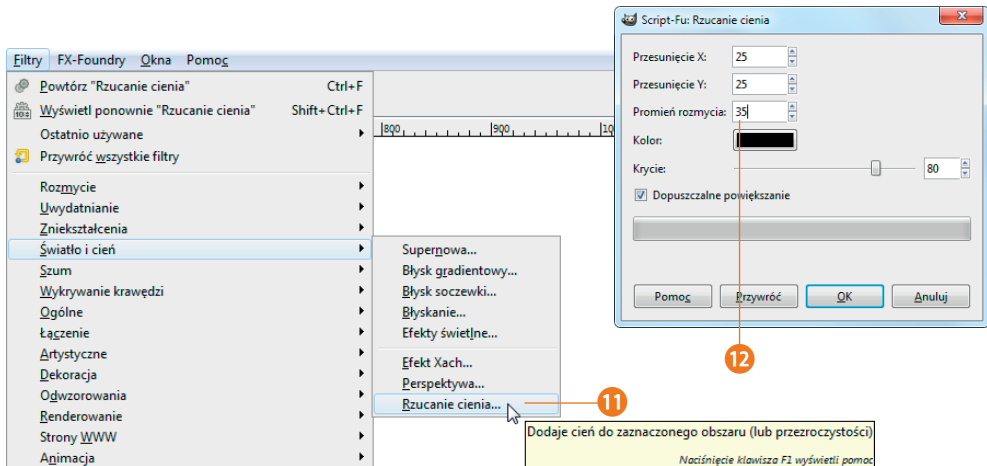 Filtry FX-Foundry Okna Pomoc
Powtórz "Rzucanie cienia" Ctrl+F
Wyświetl ponownie "Rzucanie cienia" Shift+Ctrl+F
Ostatnio używane
Przywróć wszystkie filtry
Rozmycie
Uwydatnianie
Zniekształcenia
Światło i cień
Szum
Wykrywanie krawędzi
Ogólne
Łączenie
Artystyczne
Dekoracja
Odwzorowania
Renderowanie
Strony WWW
Animacja
800 900 10
Supernowa...
Błysk gradientowy...
Błysk soczewki...
Błyskanie...
Efekty świetlne...
Efekt Xach...
Perspektywa...
Rzucanie cienia...
11
Dodaje cień do zaznaczonego obszaru (lub przezroczystości)
Naciśnięcie klawisza F1 wyświetli pomoc
Script-Fu: Rzucanie cienia
Przesunięcie X: 25
Przesunięcie Y: 25
Promień rozmycia: 35
Kolor:
Krycie: 80
Dopuszczalne powiększanie
Pomoc Przywróć OK Anuluj
12